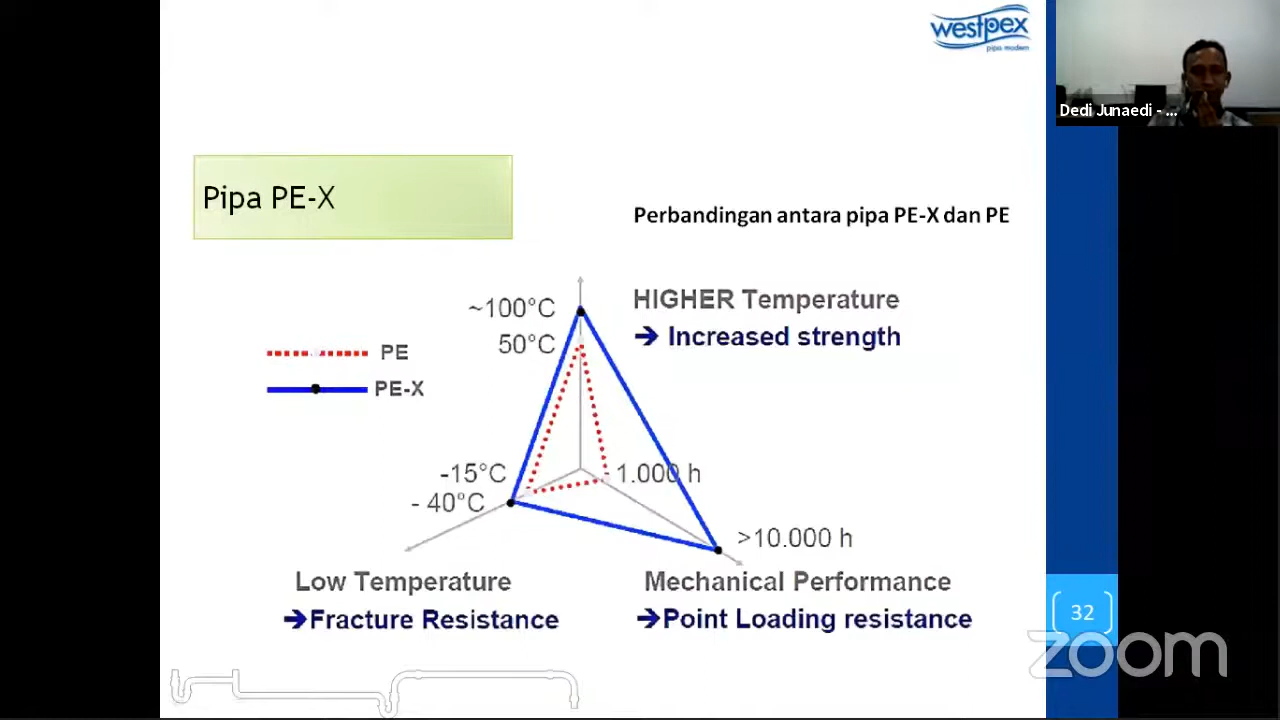 westpex
pipa modern
Dedi Junaedi - ...
Pipa PE-X
Perbandingan antara pipa PE-X dan PE
~100°C
HIGHER Temperature
50°C
➔ Increased strength
PE
PE-X
-15°C
1.000 h
- 40°C
>10.000 h
Low Temperature
Mechanical Performance
➔Fracture Resistance
➔Point Loading resistance
32
zoom